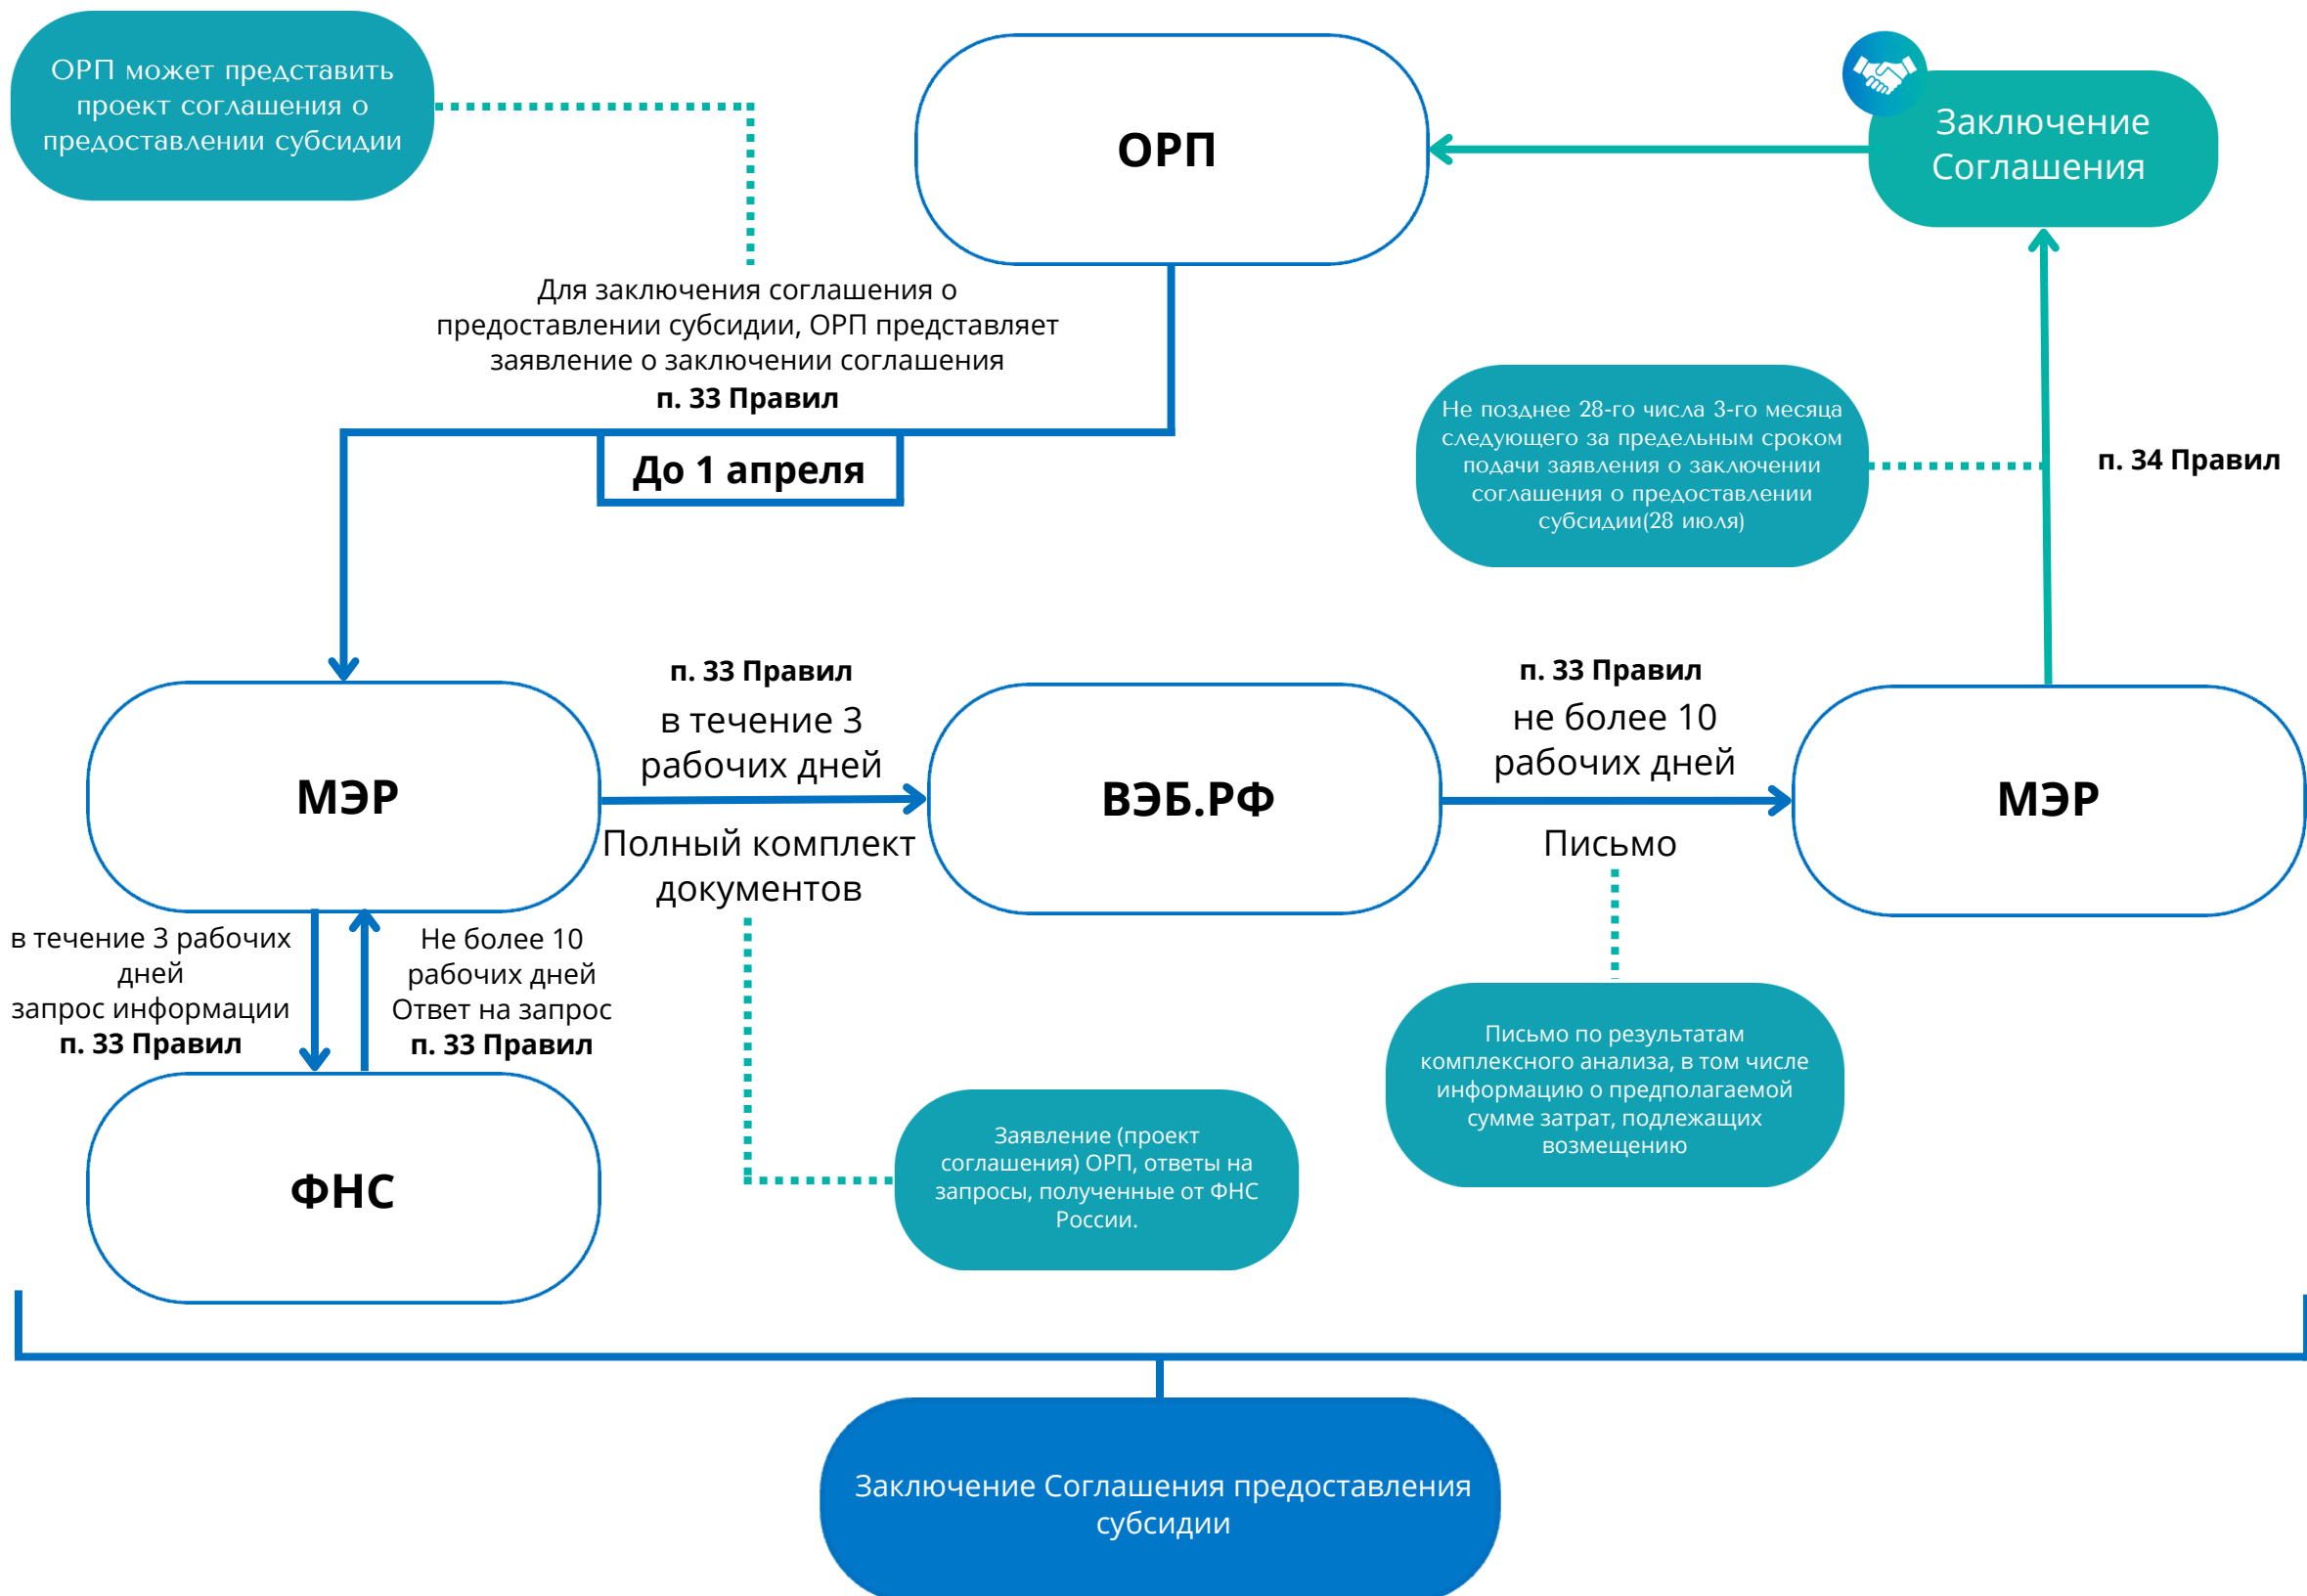 ОРП может представить
проект соглашения о
предоставлении субсидии
ОРП
Заключение
Соглашения
Для заключения соглашения о
предоставлении субсидии, ОРП представляет
заявление о заключении соглашения
п. 33 Правил
До 1 апреля
Не позднее 28-го числа 3-го месяца
следующего за предельным сроком
подачи заявления о заключении
соглашения о предоставлении
субсидии(28 июля)
п. 34 Правил
МЭР
п. 33 Правил
в течение 3
рабочих дней
Полный комплект
документов
ВЭБ.РФ
п. 33 Правил
не более 10
рабочих дней
Письмо
МЭР
в течение 3 рабочих
дней
запрос информации
п. 33 Правил
Не более 10
рабочих дней
Ответ на запрос
п. 33 Правил
ФНС
Заявление (проект
соглашения) ОРП, ответы на
запросы, полученные от ФНС
России.
Письмо по результатам
комплексного анализа, в том числе
информацию о предполагаемой
сумме затрат, подлежащих
возмещению
Заключение Соглашения предоставления
субсидии